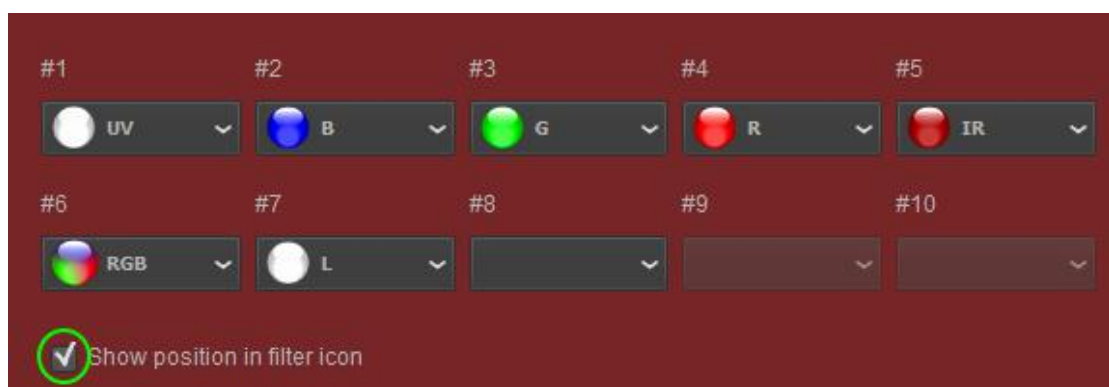 #1 #2 #3 #4 #5
UV B G R IR
#6 #7 #8 #9 #10
RGB L
Show position in filter icon